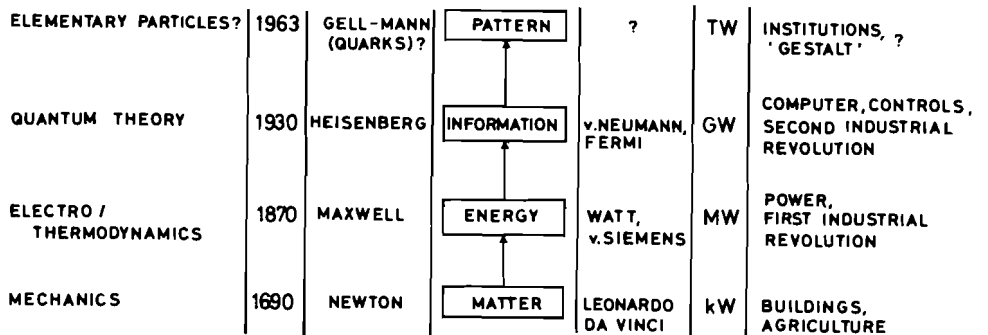 ELEMENTARY PARTICLES? 1963 GELL-MANN PATTERN ? TW INSTITUTIONS, ?
(QUARKS)? 'GESTALT'
QUANTUM THEORY 1930 HEISENBERG INFORMATION v.NEUMANN, GW COMPUTER, CONTROLS,
FERMI SECOND INDUSTRIAL
REVOLUTION
ELECTRO / 1870 MAXWELL ENERGY WATT, MW POWER,
THERMODYNAMICS v.SIEMENS FIRST INDUSTRIAL
REVOLUTION
MECHANICS 1690 NEWTON MATTER LEONARDO kW BUILDINGS,
DA VINCI AGRICULTURE